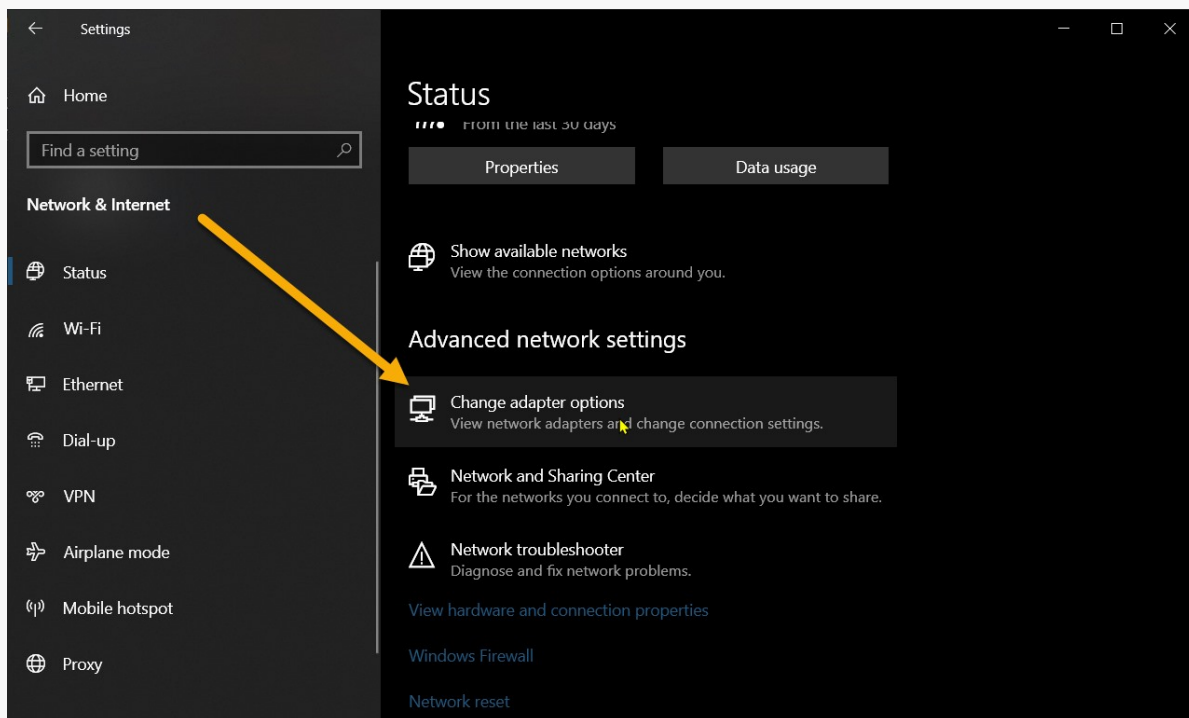 Settings
Home
Find a setting
Network & Internet
Status
Wi-Fi
Ethernet
Dial-up
VPN
Airplane mode
Mobile hotspot
Proxy
Status
From the last 30 days
Properties
Data usage
Show available networks
View the connection options around you.
Advanced network settings
Change adapter options
View network adapters and change connection settings.
Network and Sharing Center
For the networks you connect to, decide what you want to share.
Network troubleshooter
Diagnose and fix network problems.
View hardware and connection properties
Windows Firewall
Network reset